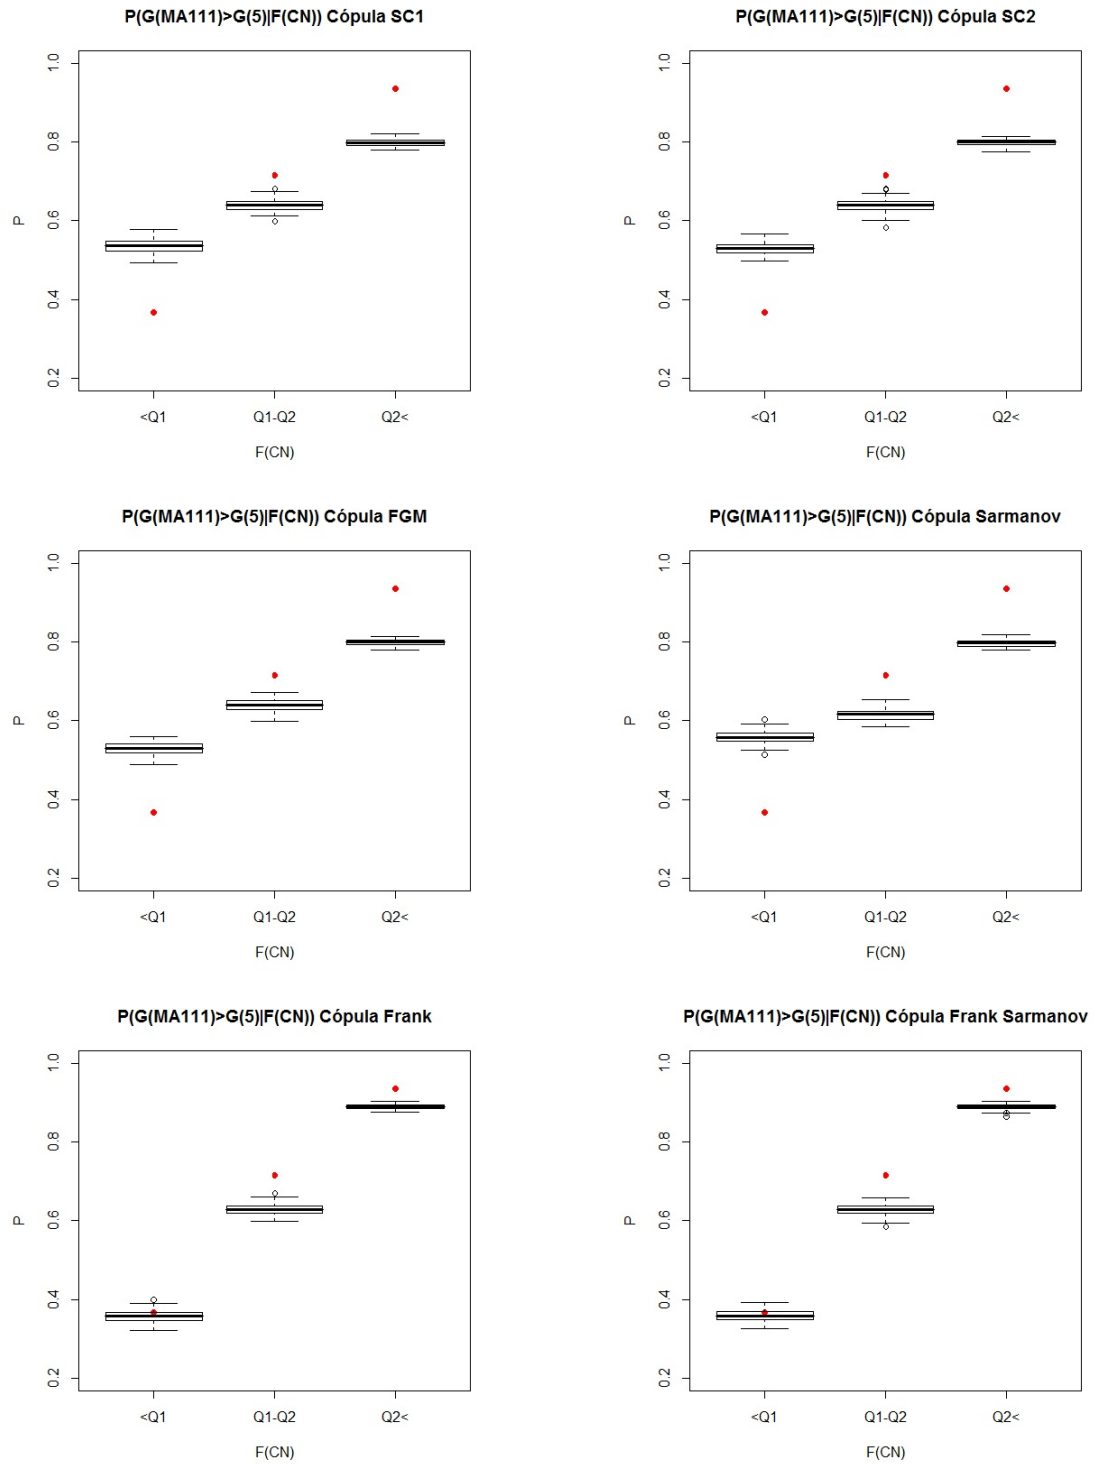 P(G(MA111)>G(5)|F(CN)) Cópula SC1
1.0
0.8
0.6
0.4
0.2
P
<Q1 Q1-Q2 Q2<
F(CN)
P(G(MA111)>G(5)|F(CN)) Cópula SC2
1.0
0.8
0.6
0.4
0.2
P
<Q1 Q1-Q2 Q2<
F(CN)
P(G(MA111)>G(5)|F(CN)) Cópula FGM
1.0
0.8
0.6
0.4
0.2
P
<Q1 Q1-Q2 Q2<
F(CN)
P(G(MA111)>G(5)|F(CN)) Cópula Sarmanov
1.0
0.8
0.6
0.4
0.2
P
<Q1 Q1-Q2 Q2<
F(CN)
P(G(MA111)>G(5)|F(CN)) Cópula Frank
1.0
0.8
0.6
0.4
0.2
P
<Q1 Q1-Q2 Q2<
F(CN)
P(G(MA111)>G(5)|F(CN)) Cópula Frank Sarmanov
1.0
0.8
0.6
0.4
0.2
P
<Q1 Q1-Q2 Q2<
F(CN)